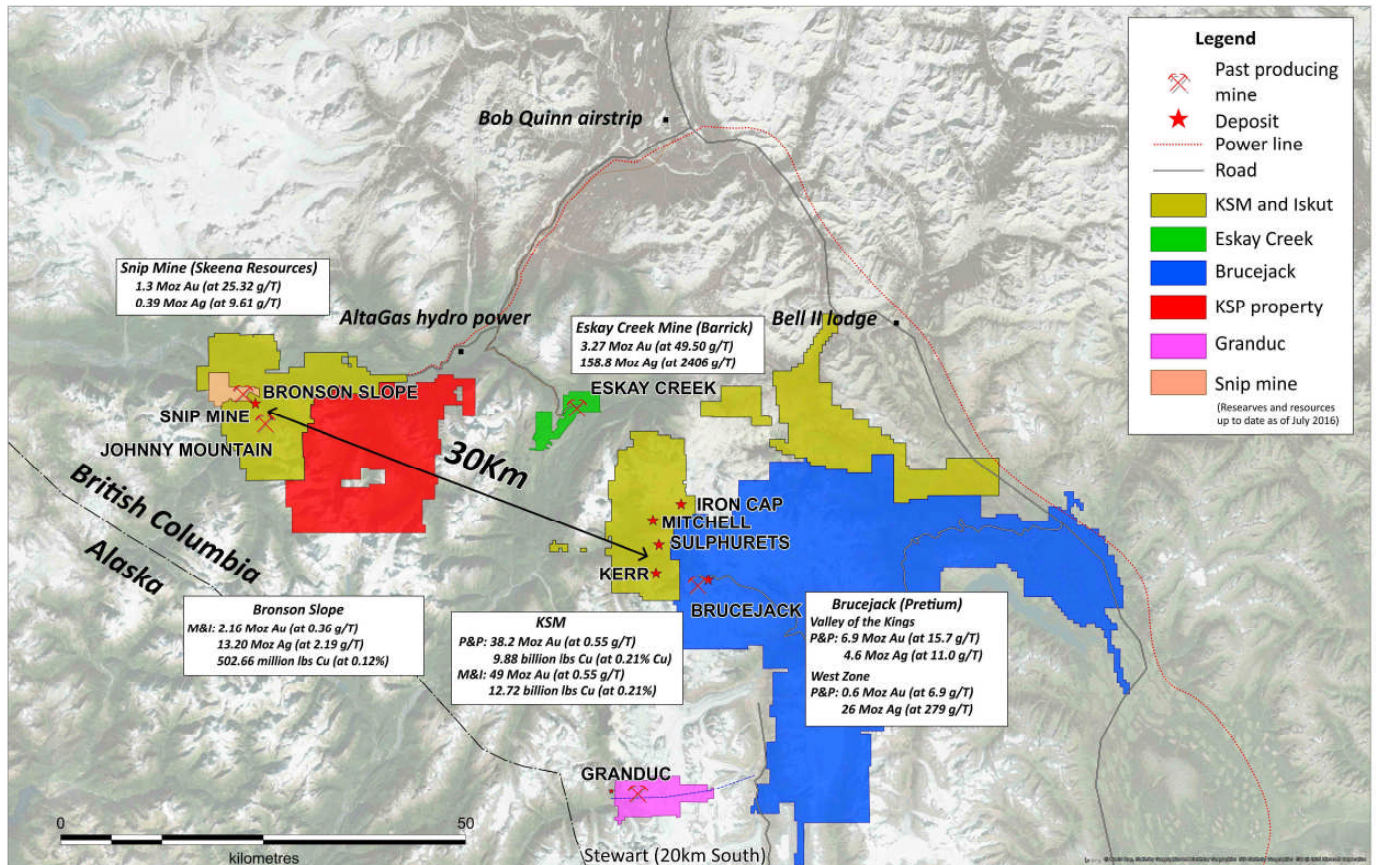 Legend
Past producing
mine
Deposit
Power line
Road
KSM and Iskut
Eskay Creek
Brucejack
KSP property
Granduc
Snip mine
(Researves and resources
up to date as of July 2016)
Bob Quinn airstrip
Snip Mine (Skeena Resources)
1.3 Moz Au (at 25.32 g/T)
0.39 Moz Ag (at 9.61 g/T)
AltaGas hydro power
Bell II lodge
Eskay Creek Mine (Barrick)
3.27 Moz Au (at 49.50 g/T)
158.8 Moz Ag (at 2406 g/T)
ESKAY CREEK
BRONSON SLOPE
SNIP MINE
JOHNNY MOUNTAIN
30Km
IRON CAP
MITCHELL
SULPHURETS
KERR
BRUCEJACK
British Columbia
Alaska
Bronson Slope
M&I: 2.16 Moz Au (at 0.36 g/T)
13.20 Moz Ag (at 2.19 g/T)
502.66 million lbs Cu (at 0.12%)
KSM
P&P: 38.2 Moz Au (at 0.55 g/T)
9.88 billion lbs Cu (at 0.21% Cu)
M&I: 49 Moz Au (at 0.55 g/T)
12.72 billion lbs Cu (at 0.21%)
Brucejack (Pretium)
Valley of the Kings
P&P: 6.9 Moz Au (at 15.7 g/T)
4.6 Moz Ag (at 11.0 g/T)
West Zone
P&P: 0.6 Moz Au (at 6.9 g/T)
26 Moz Ag (at 279 g/T)
GRANDUC
0 50
kilometres
Stewart (20km South)